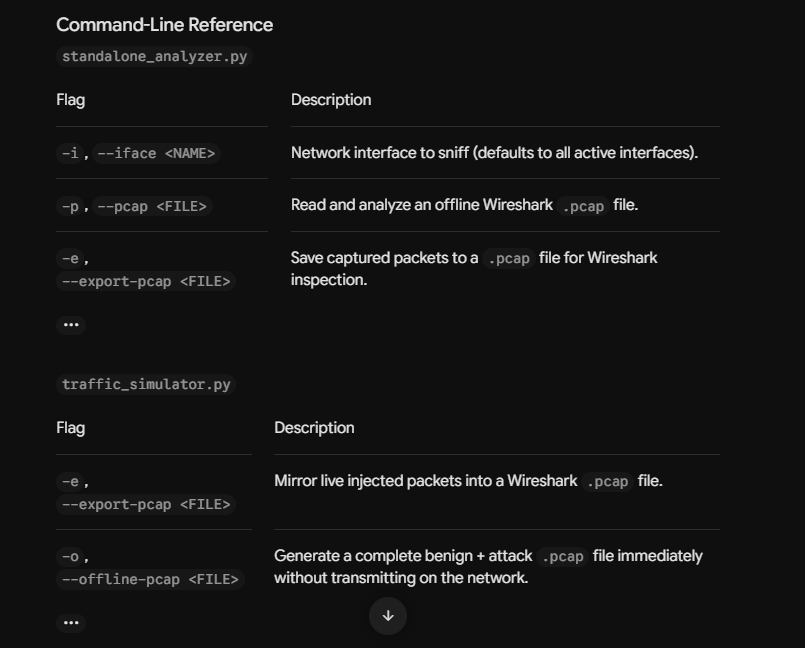 Command-Line Reference
standalone_analyzer.py
Flag Description
-i, --iface <NAME> Network interface to sniff (defaults to all active interfaces).
-p, --pcap <FILE> Read and analyze an offline Wireshark .pcap file.
-e, Save captured packets to a .pcap file for Wireshark
--export-pcap <FILE> inspection.
•••
traffic_simulator.py
Flag Description
-e, Mirror live injected packets into a Wireshark .pcap file.
--export-pcap <FILE>
-o, Generate a complete benign + attack .pcap file immediately
--offline-pcap <FILE> without transmitting on the network.
•••